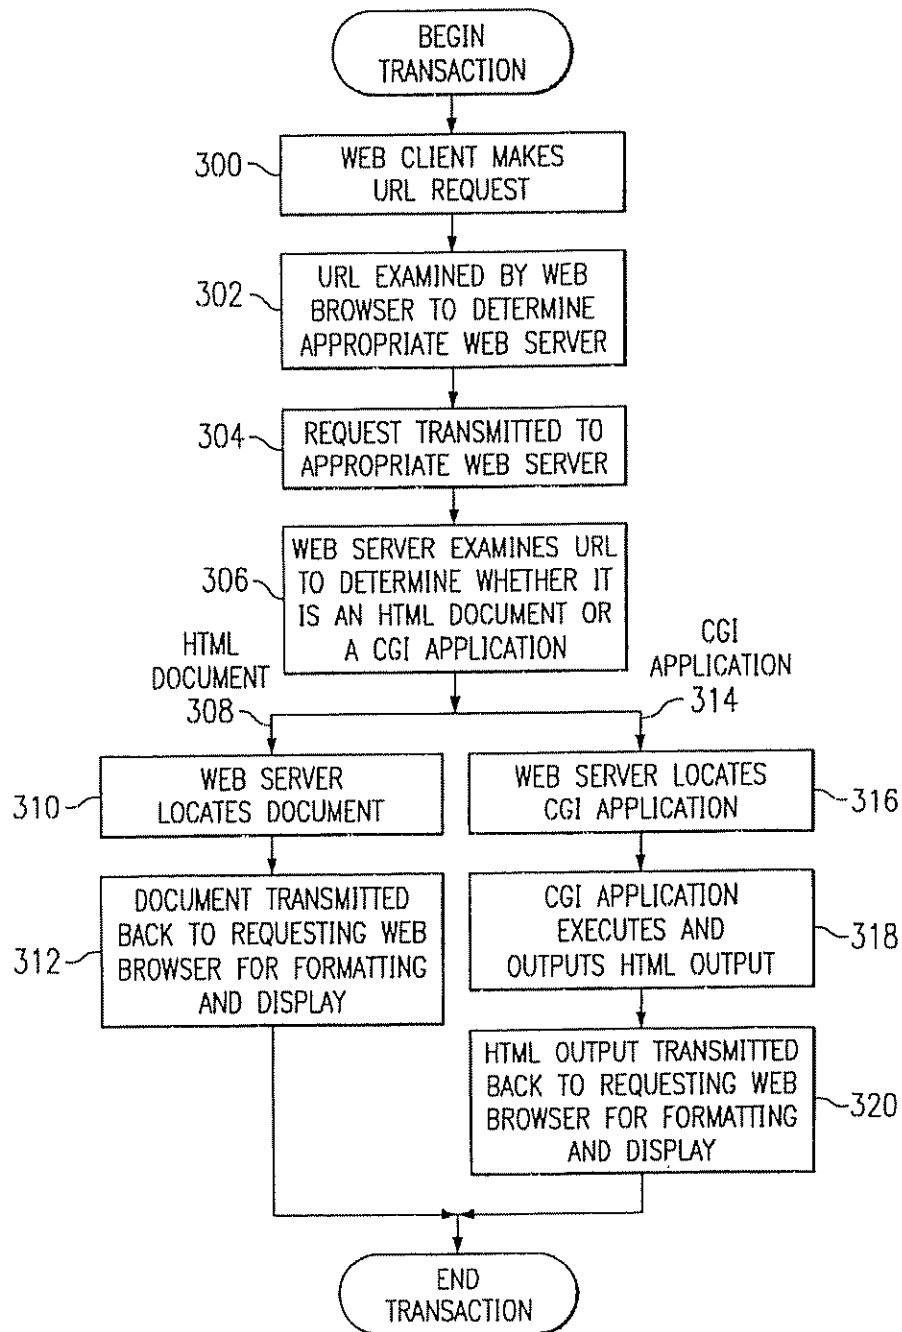 BEGIN
TRANSACTION
300
WEB CLIENT MAKES
URL REQUEST
302
URL EXAMINED BY WEB
BROWSER TO DETERMINE
APPROPRIATE WEB SERVER
304
REQUEST TRANSMITTED TO
APPROPRIATE WEB SERVER
306
WEB SERVER EXAMINES URL
TO DETERMINE WHETHER IT
IS AN HTML DOCUMENT OR
A CGI APPLICATION
HTML
DOCUMENT
308
CGI
APPLICATION
314
310
WEB SERVER
LOCATES DOCUMENT
WEB SERVER LOCATES
CGI APPLICATION
316
312
DOCUMENT TRANSMITTED
BACK TO REQUESTING WEB
BROWSER FOR FORMATTING
AND DISPLAY
CGI APPLICATION
EXECUTES AND
OUTPUTS HTML OUTPUT
318
HTML OUTPUT TRANSMITTED
BACK TO REQUESTING WEB
BROWSER FOR FORMATTING
AND DISPLAY
320
END
TRANSACTION